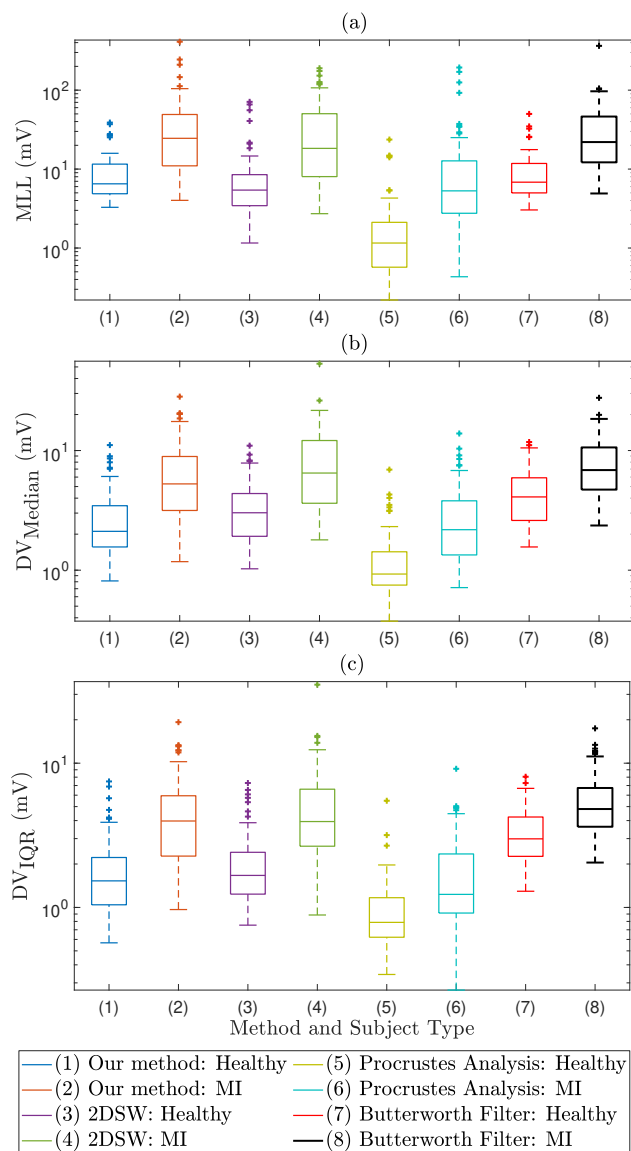 (a)
MLL (mV)
10^2
10^1
10^0
(1) (2) (3) (4) (5) (6) (7) (8)
(b)
DV_Median (mV)
10^1
10^0
(1) (2) (3) (4) (5) (6) (7) (8)
(c)
DV_IQR (mV)
10^1
10^0
(1) (2) (3) (4) (5) (6) (7) (8)
Method and Subject Type
(1) Our method: Healthy
(2) Our method: MI
(3) 2DSW: Healthy
(4) 2DSW: MI
(5) Procrustes Analysis: Healthy
(6) Procrustes Analysis: MI
(7) Butterworth Filter: Healthy
(8) Butterworth Filter: MI